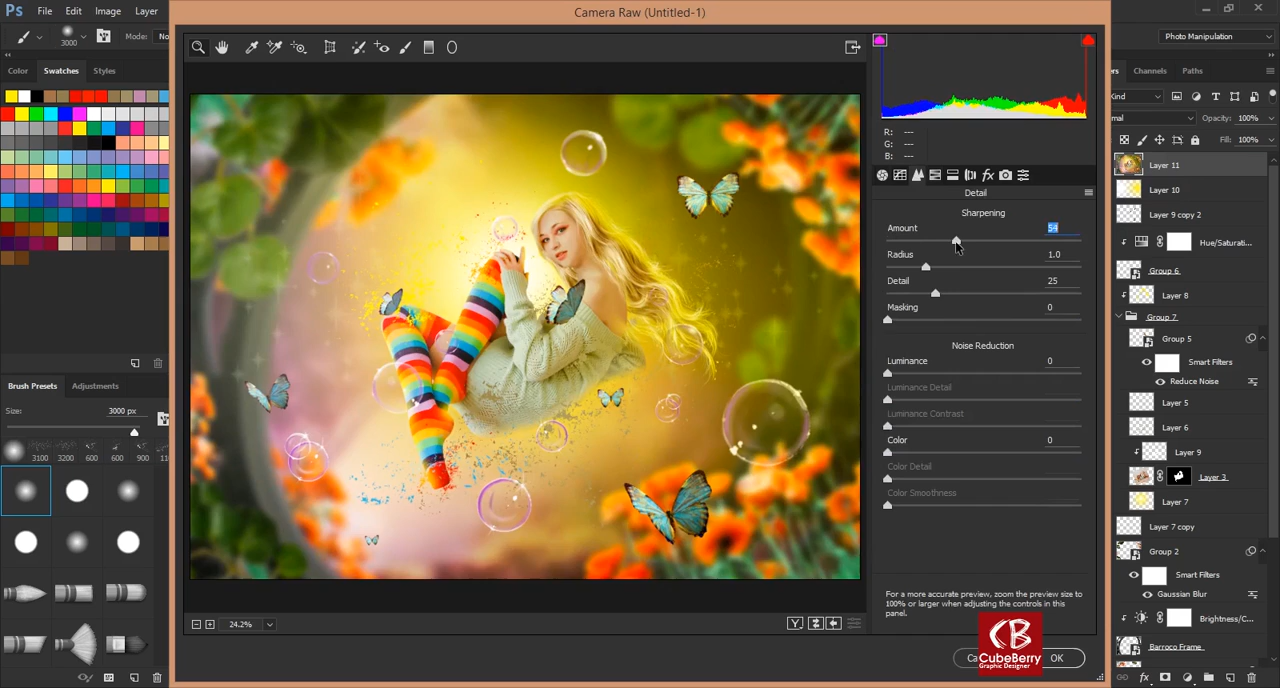 Camera Raw (Untitled-1)
Ps File Edit Image Layer
3000 Mode:
Photo Manipulation
Color Swatches Styles
Channels Paths
Opacity: 100%
Fill: 100%
R: ---
G: ---
B: ---
Detail
Sharpening
Amount 54
Radius 1.0
Detail 25
Masking 0
Noise Reduction
Luminance 0
Luminance Detail
Luminance Contrast
Color 0
Color Detail
Color Smoothness
For a more accurate preview, zoom the preview size to
100% or larger when adjusting the controls in this
panel.
Layer 11
Layer 10
Layer 9 copy 2
Hue/Saturati...
Group 6
Layer 8
Group 7
Group 5
Smart Filters
Reduce Noise
Layer 5
Layer 6
Layer 9
Layer 3
Layer 7
Layer 7 copy
Group 2
Smart Filters
Gaussian Blur
Brightness/C...
Barroco Frame
Brush Presets Adjustments
Size: 3000 px
3100 3200 600 600 900
24.2%
Y
OK
CB
CubeBerry
Graphic Designer
fx